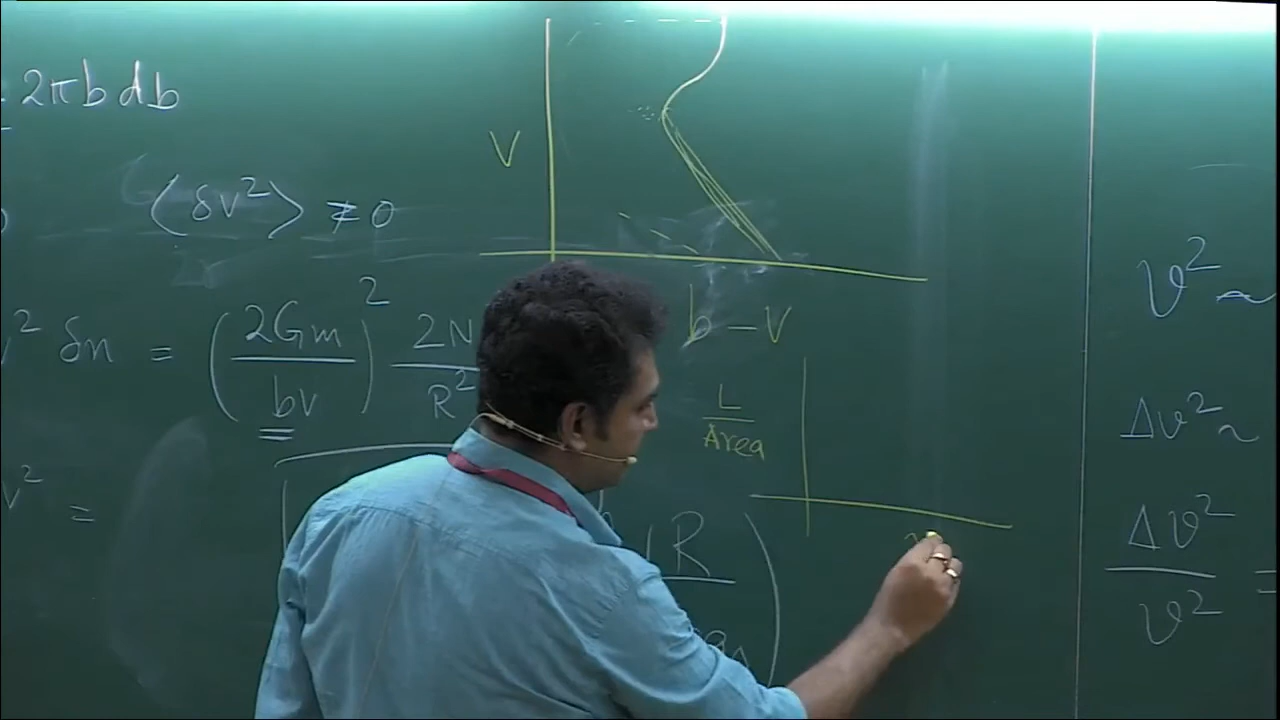 2πb db
⟨δv²⟩ ≠ 0
v² δn = (2Gm/bv)² 2N/R²
v² =
R
V
b – V
L/Area
v² ~
Δv² ~
Δv²/v² =